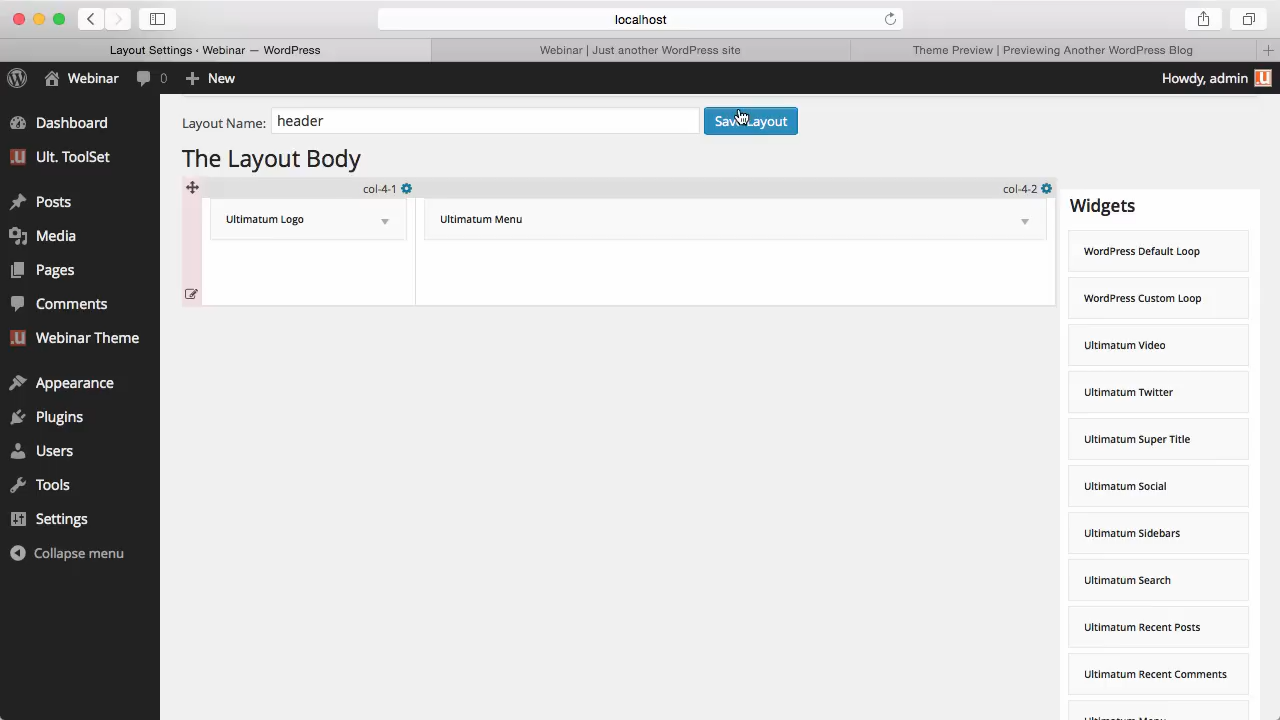 localhost
Layout Settings ‹ Webinar — WordPress
Webinar | Just another WordPress site
Theme Preview | Previewing Another WordPress Blog
Webinar
0
New
Howdy, admin
Dashboard
Ult. ToolSet
Posts
Media
Pages
Comments
Webinar Theme
Appearance
Plugins
Users
Tools
Settings
Collapse menu
Layout Name:
header
Save Layout
The Layout Body
col-4-1
col-4-2
Ultimatum Logo
Ultimatum Menu
Widgets
WordPress Default Loop
WordPress Custom Loop
Ultimatum Video
Ultimatum Twitter
Ultimatum Super Title
Ultimatum Social
Ultimatum Sidebars
Ultimatum Search
Ultimatum Recent Posts
Ultimatum Recent Comments
Ultimatum Menu